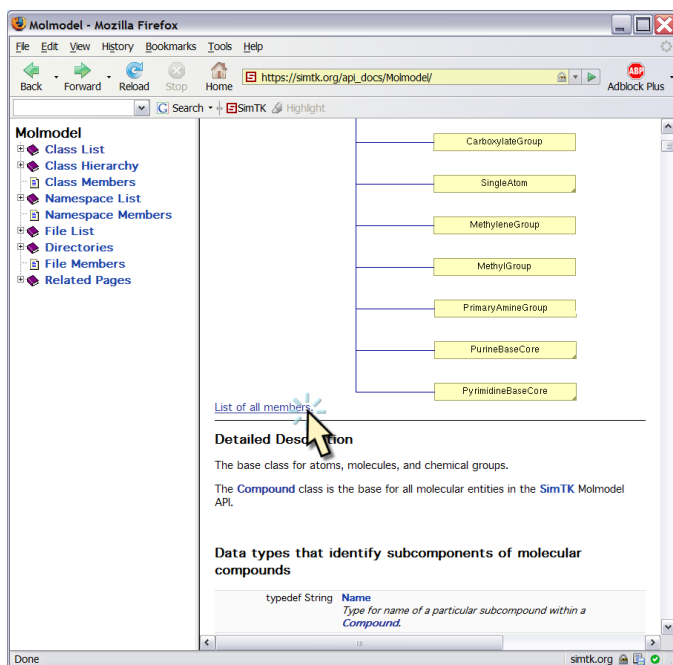 Molmodel - Mozilla Firefox
File Edit View History Bookmarks Tools Help
Back Forward Reload Stop Home https://simtk.org/api_docs/Molmodel/ ABP Adblock Plus
G Search SimTK Highlight
Molmodel
Class List
Class Hierarchy
Class Members
Namespace List
Namespace Members
File List
Directories
File Members
Related Pages
CarboxylateGroup
SingleAtom
MethyleneGroup
MethylGroup
PrimaryAmineGroup
PurineBaseCore
PyrimidineBaseCore
List of all members.
Detailed Description
The base class for atoms, molecules, and chemical groups.
The Compound class is the base for all molecular entities in the SimTK Molmodel
API.
Data types that identify subcomponents of molecular
compounds
typedef String Name
Type for name of a particular subcompound within a
Compound.
Done simtk.org